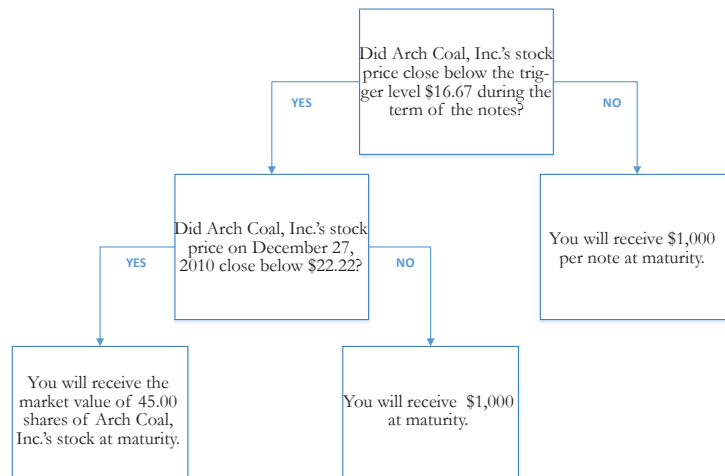 Did Arch Coal, Inc.'s stock
price close below the trig-
ger level $16.67 during the
term of the notes?
YES
NO
Did Arch Coal, Inc.'s stock
price on December 27,
2010 close below $22.22?
You will receive $1,000
per note at maturity.
YES
NO
You will receive the
market value of 45.00
shares of Arch Coal,
Inc.'s stock at maturity.
You will receive $1,000
at maturity.